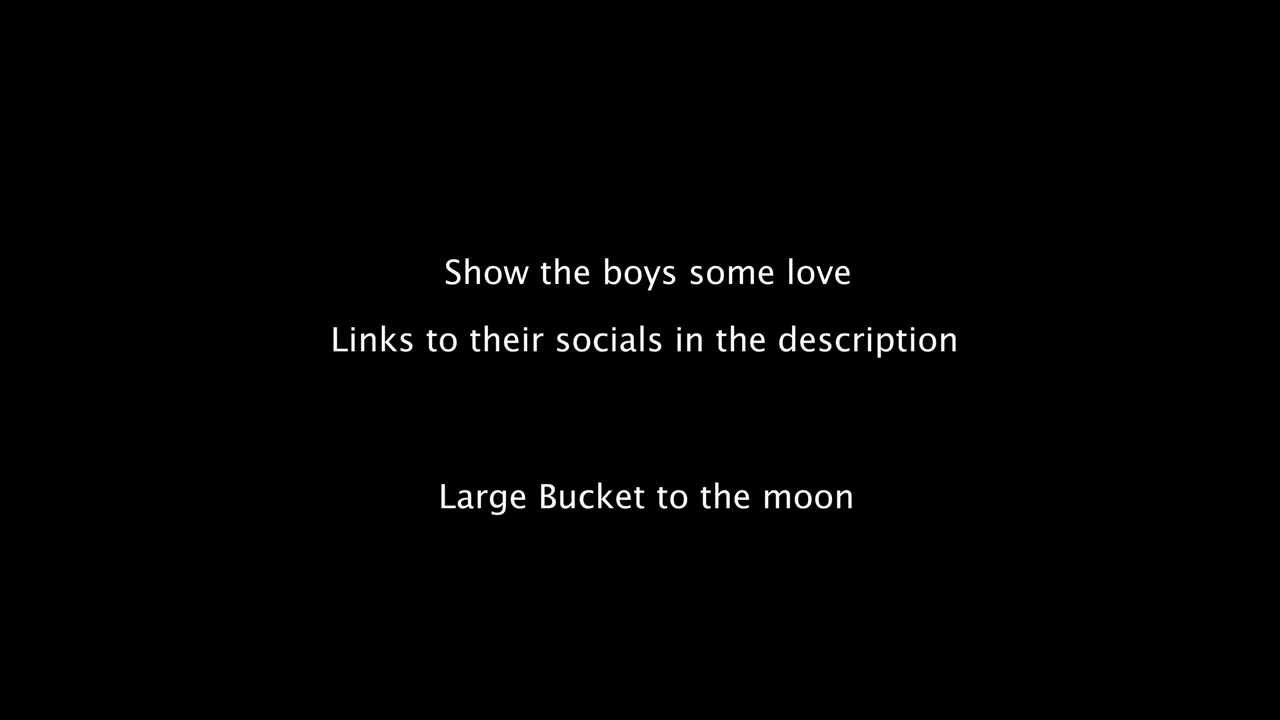 Show the boys some love
Links to their socials in the description
Large Bucket to the moon